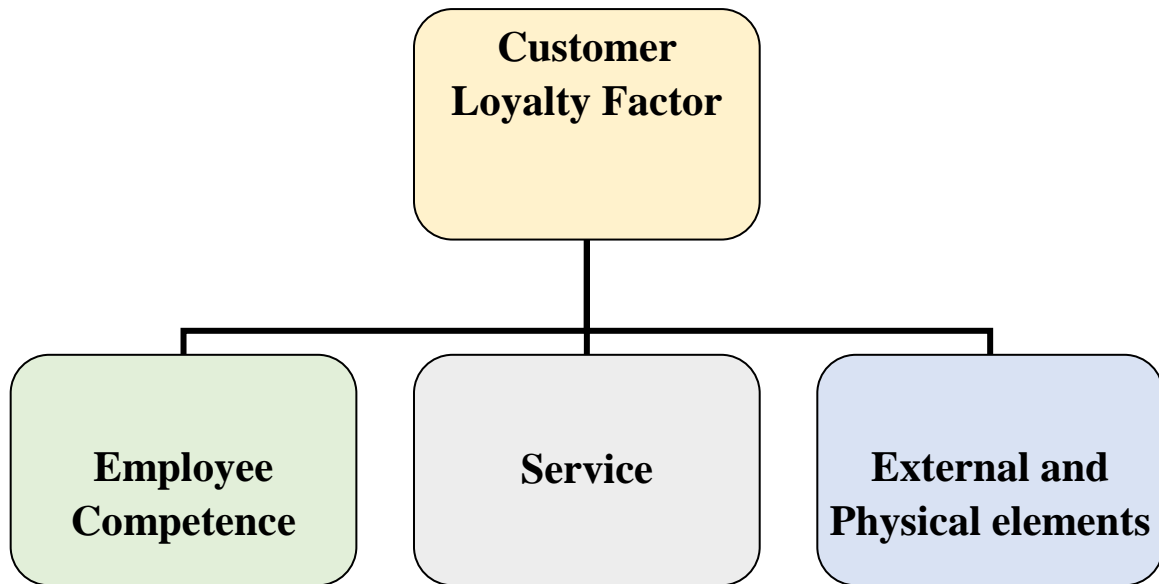 Customer
Loyalty Factor
Employee
Competence
Service
External and
Physical elements